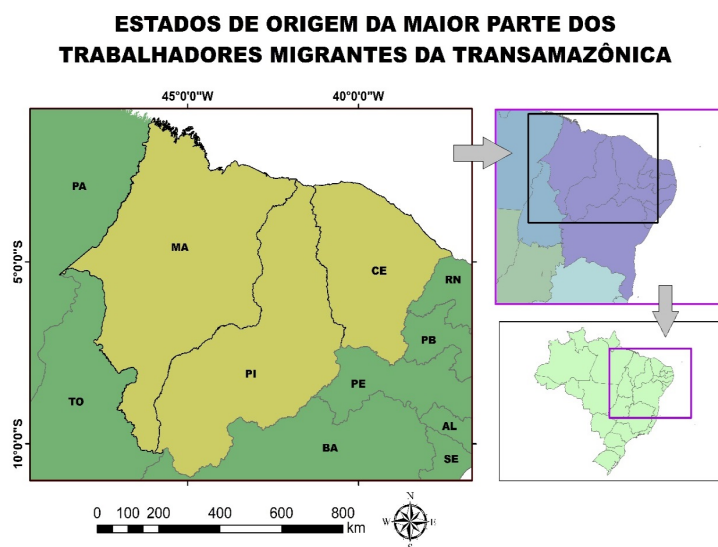 ESTADOS DE ORIGEM DA MAIOR PARTE DOS
TRABALHADORES MIGRANTES DA TRANSAMAZÔNICA
45°0'0"W
40°0'0"W
PA
MA
CE
5°0'0"S
RN
PB
PI
PE
TO
AL
BA
10°0'0"S
SE
0 50 100 200 400 600 800
km
N
W E
S